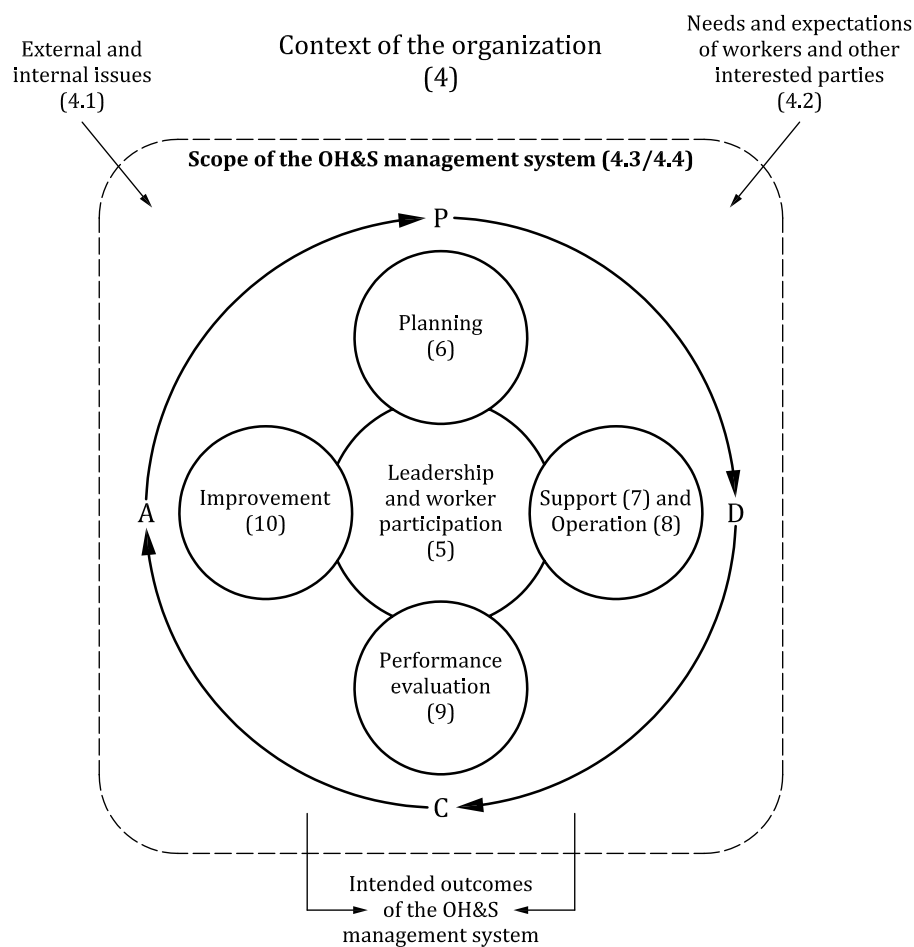 External and
internal issues
(4.1)
Context of the organization
(4)
Needs and expectations
of workers and other
interested parties
(4.2)
Scope of the OH&S management system (4.3/4.4)
P
Planning
(6)
A
Improvement
(10)
Leadership
and worker
participation
(5)
Support (7) and
Operation (8)
D
Performance
evaluation
(9)
C
Intended outcomes
of the OH&S
management system